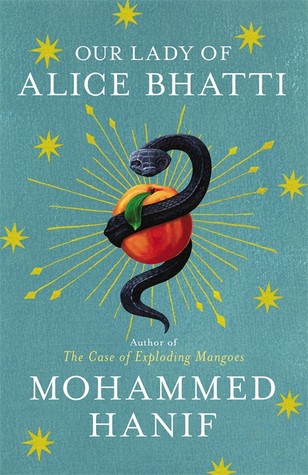 OUR LADY OF
ALICE BHATTI
Author of
The Case of Exploding Mangoes
MOHAMMED
HANIF